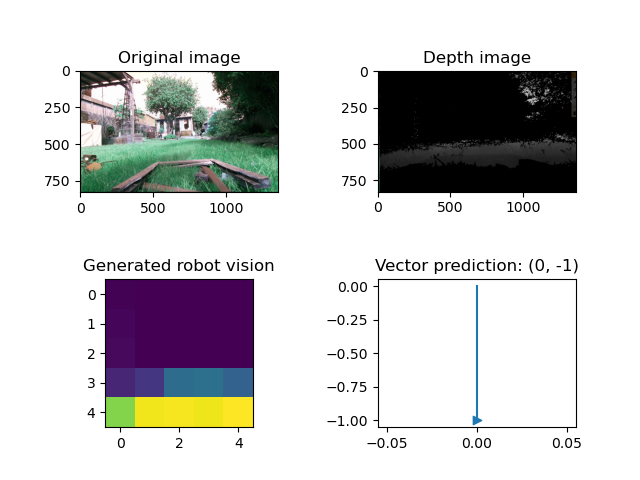 Original image
0
250
500
750
0 500 1000
Depth image
0
250
500
750
0 500 1000
Generated robot vision
0
1
2
3
4
0 2 4
Vector prediction: (0, -1)
0.00
−0.25
−0.50
−0.75
−1.00
−0.05 0.00 0.05